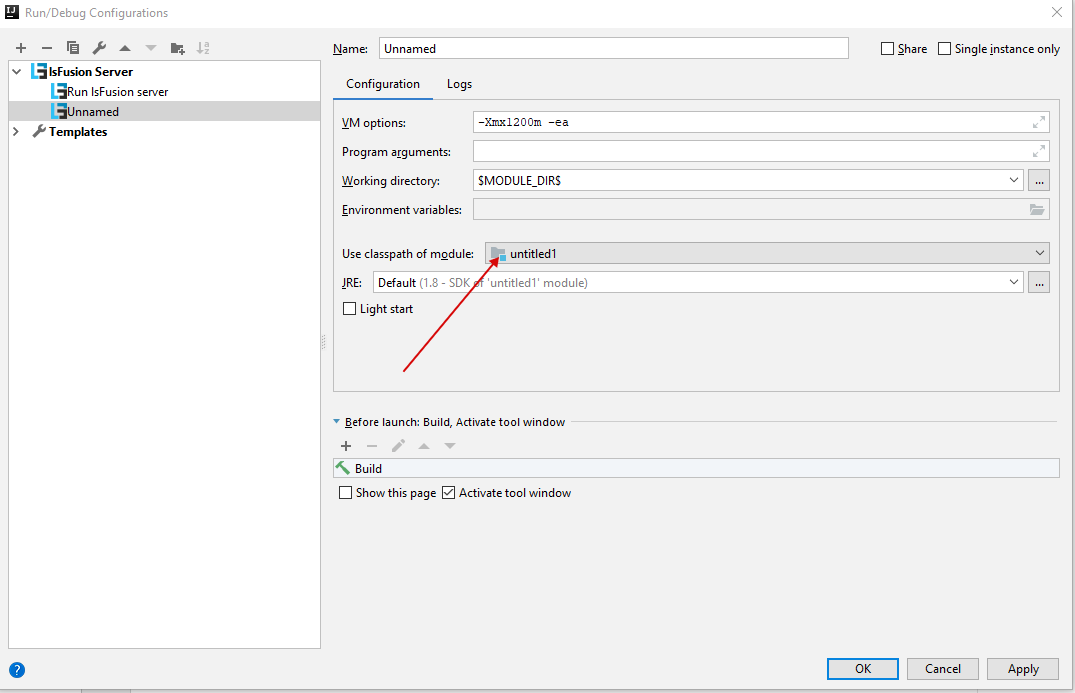 Run/Debug Configurations
Name: Unnamed
Share
Single instance only
lsFusion Server
Run lsFusion server
Unnamed
Templates
Configuration
Logs
VM options: -Xmx1200m -ea
Program arguments:
Working directory: $MODULE_DIR$
...
Environment variables:
Use classpath of module: untitled1
JRE: Default (1.8 - SDK of 'untitled1' module)
...
Light start
Before launch: Build, Activate tool window
Build
Show this page
Activate tool window
?
OK
Cancel
Apply